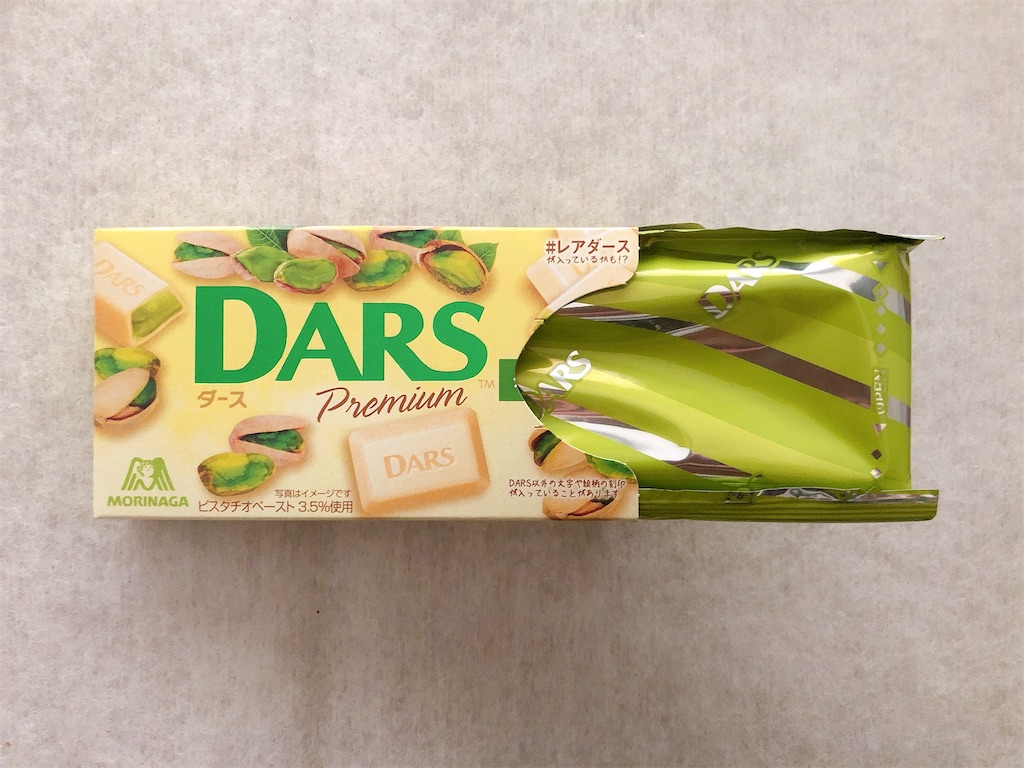 #レアダース
が入っているかも!?
DARS
DARS
DARS™
DARS
ダース
Premium
DARS
OPEN
MORINAGA
写真はイメージです
ピスタチオペースト 3.5%使用
DARS以外の文字や絵柄の刻印
が入っていることがあります